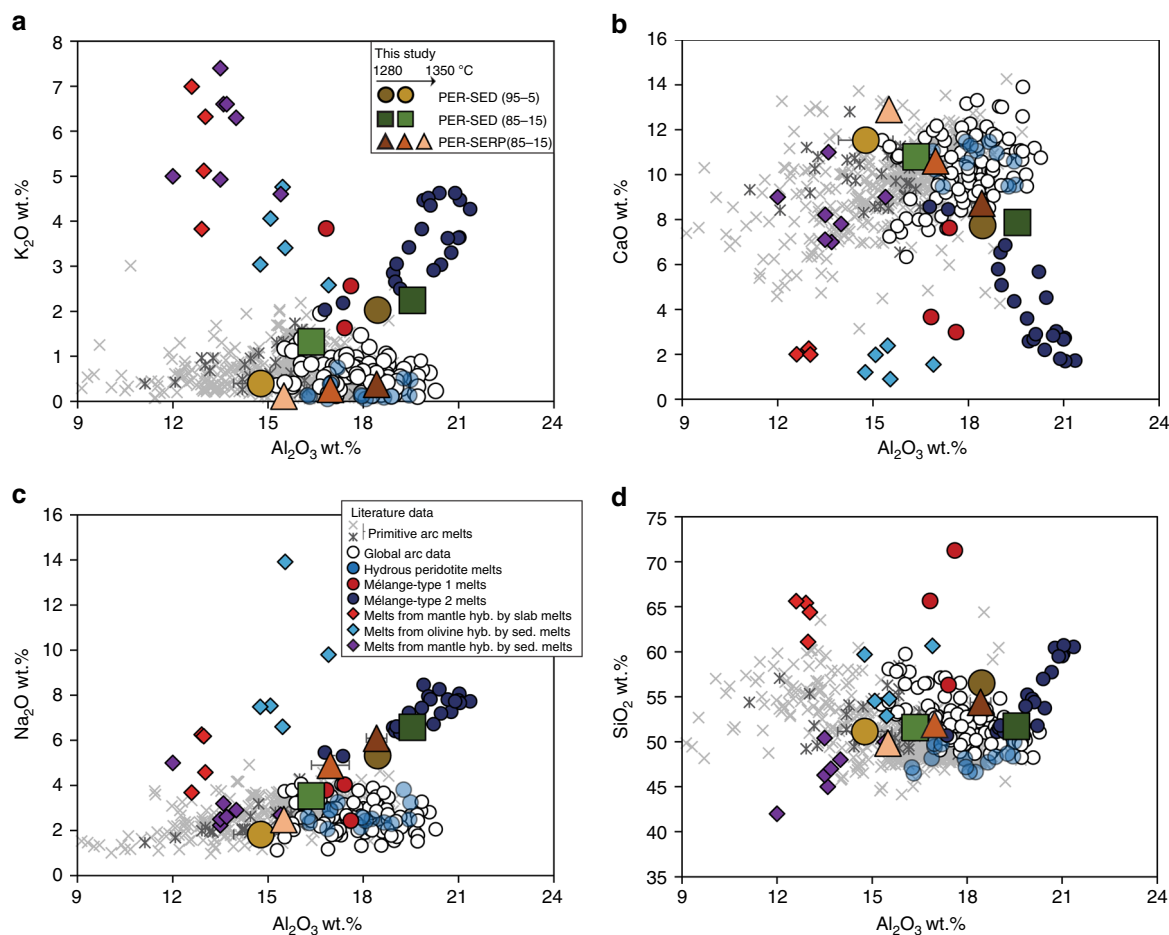 a
8
7
6
5
4
3
2
1
0
K2O wt.%
9 12 15 18 21 24
Al2O3 wt.%
This study
1280 1350 °C
PER-SED (95–5)
PER-SED (85–15)
PER-SERP(85–15)
b
16
14
12
10
8
6
4
2
0
CaO wt.%
9 12 15 18 21 24
Al2O3 wt.%
c
16
14
12
10
8
6
4
2
0
Na2O wt.%
9 12 15 18 21 24
Al2O3 wt.%
Literature data
Primitive arc melts
Global arc data
Hydrous peridotite melts
Mélange-type 1 melts
Mélange-type 2 melts
Melts from mantle hyb. by slab melts
Melts from olivine hyb. by sed. melts
Melts from mantle hyb. by sed. melts
d
75
70
65
60
55
50
45
40
35
SiO2 wt.%
9 12 15 18 21 24
Al2O3 wt.%